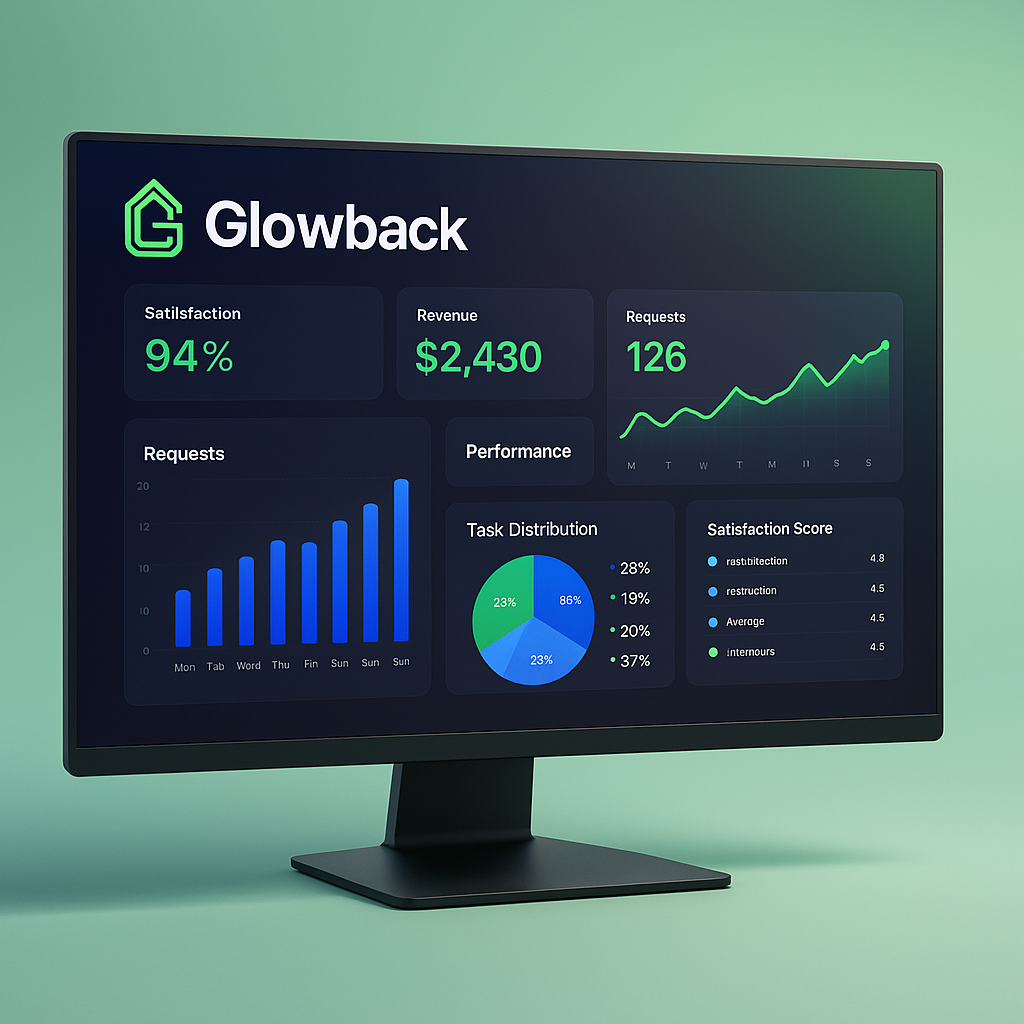 Glowback
Satilsfaction
94%
Revenue
$2,430
Requests
126
M T W T M 11 S S
Requests
20
12
10
10
0
Mon Tab Word Thu Fin Sun Sun Sun
Performance
Task Distribution
23%
86%
23%
28%
19%
20%
37%
Satisfaction Score
4.8
restruction 4.5
Average 4.5
internours 4.5